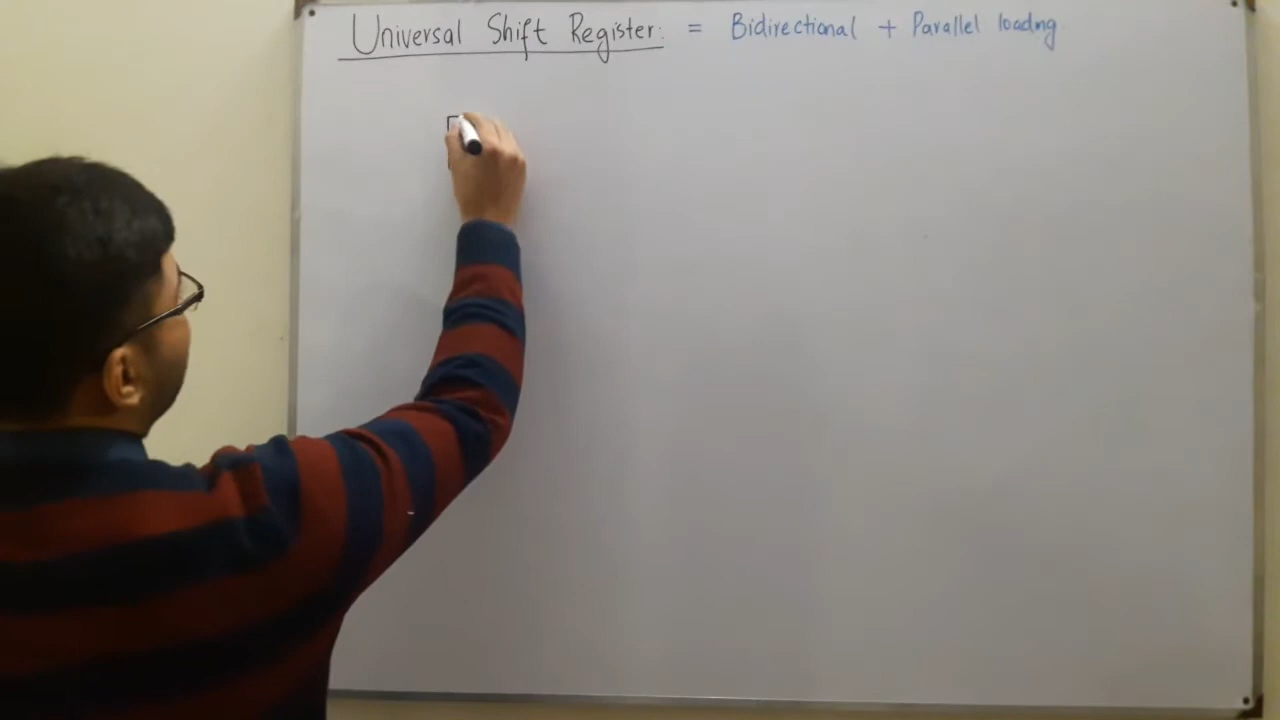 Universal Shift Register: = Bidirectional + Parallel loading